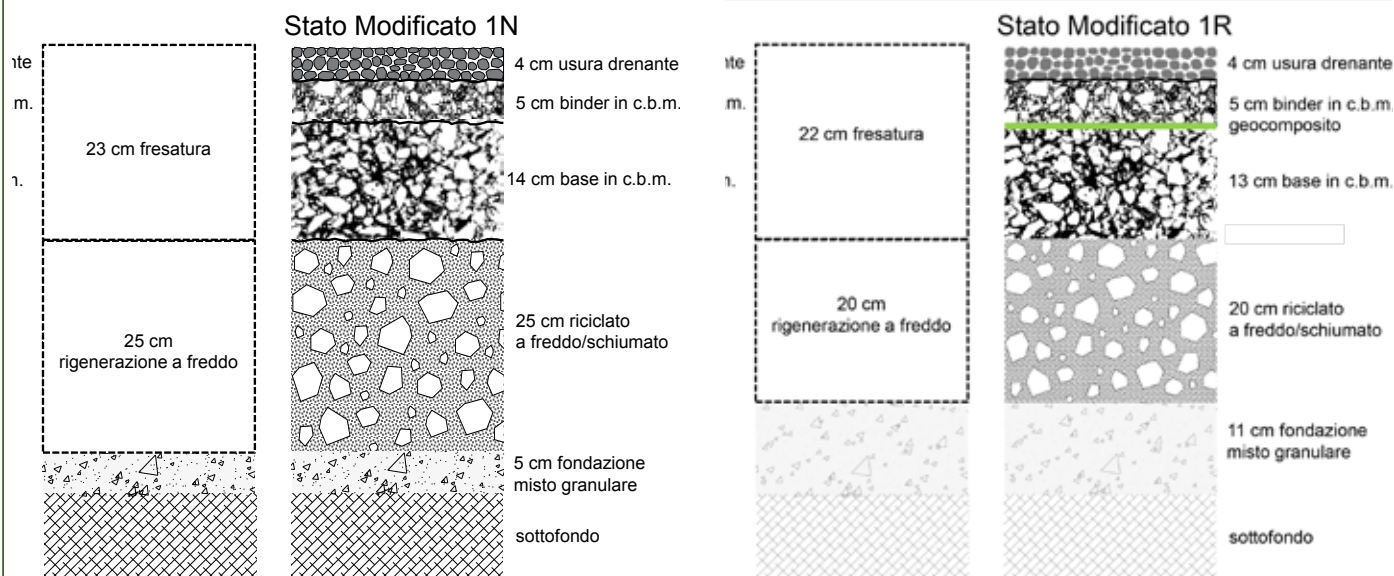 Stato Modificato 1N
4 cm usura drenante
m.
5 cm binder in c.b.m.
23 cm fresatura
14 cm base in c.b.m.
25 cm
rigenerazione a freddo
25 cm riciclato
a freddo/schiumato
5 cm fondazione
misto granulare
sottofondo
Stato Modificato 1R
4 cm usura drenante
m.
5 cm binder in c.b.m.
geocomposito
22 cm fresatura
13 cm base in c.b.m.
20 cm
rigenerazione a freddo
20 cm riciclato
a freddo/schiumato
11 cm fondazione
misto granulare
sottofondo